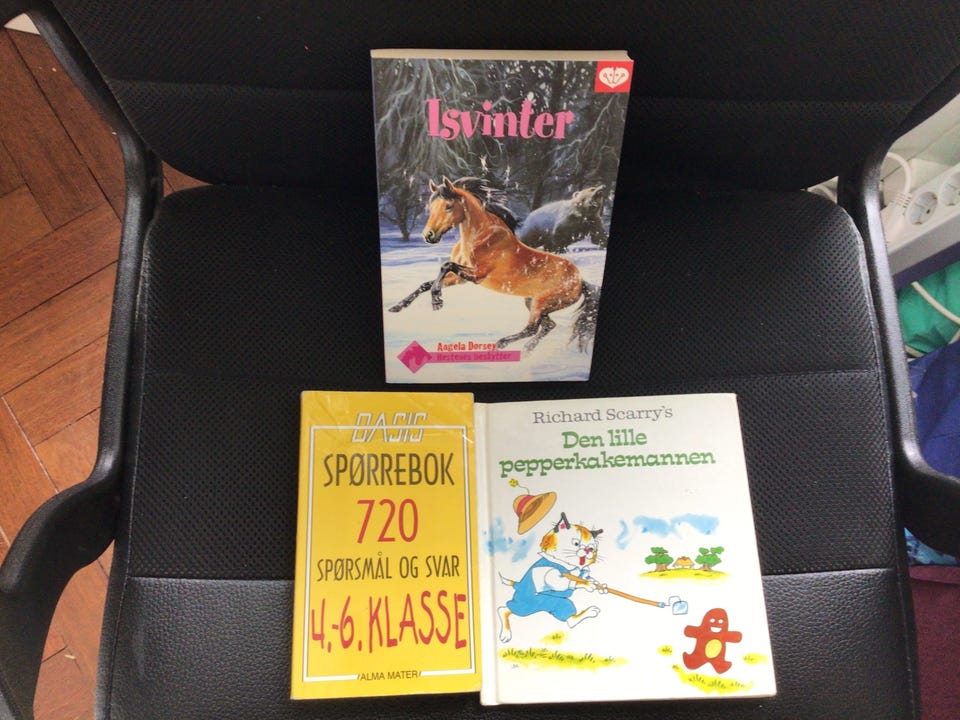 Isvinter
Angela Dorsey
Hestenes beskytter
OASIS
SPØRREBOK
720
SPØRSMÅL OG SVAR
4.-6. KLASSE
ALMA MATER
Richard Scarry's
Den lille
pepperkakemannen